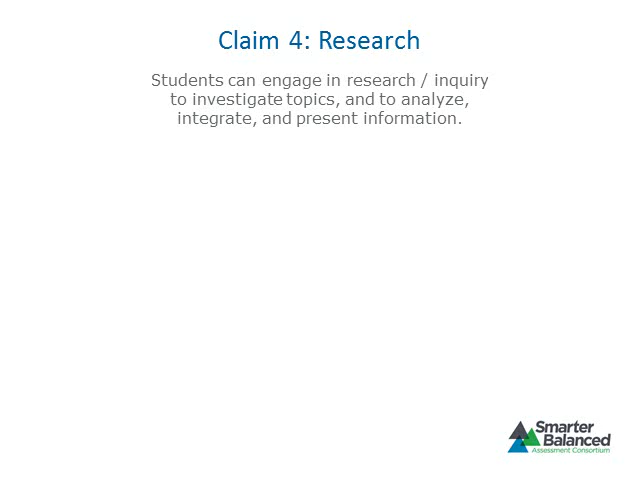 Claim 4: Research
Students can engage in research / inquiry
to investigate topics, and to analyze,
integrate, and present information.
Smarter
Balanced
Assessment Consortium